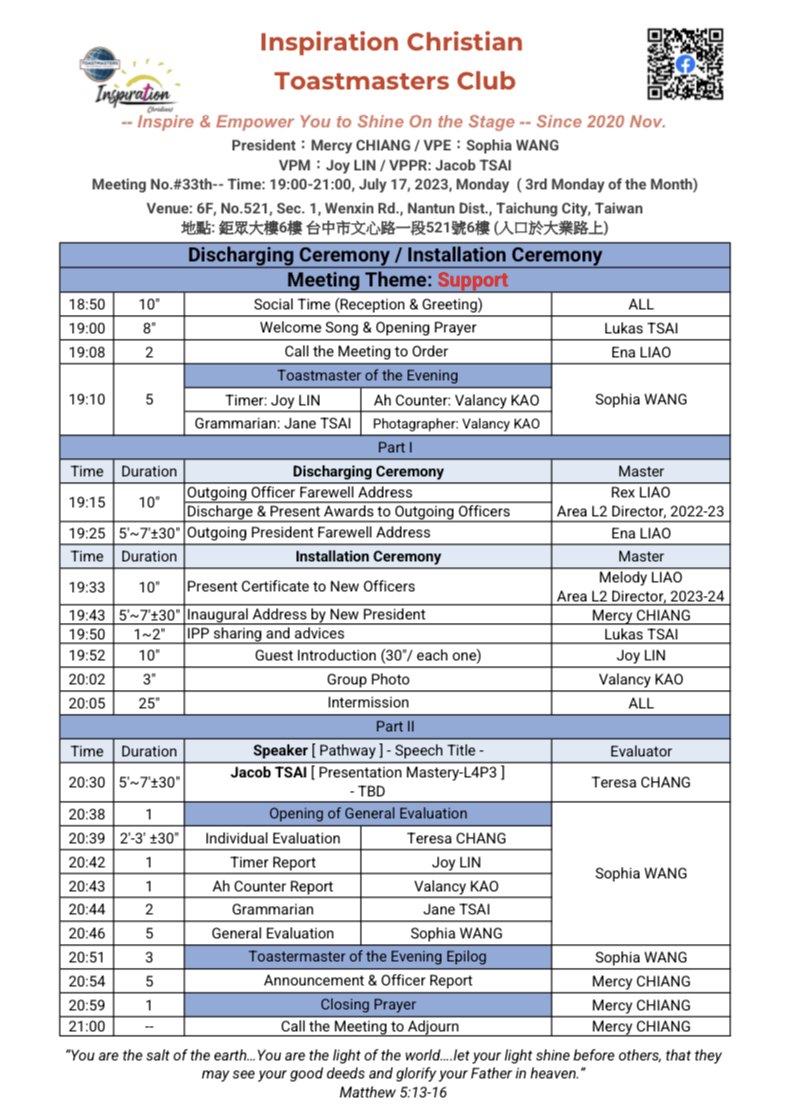 Inspiration Christian
Toastmasters Club
TOASTMASTERS
Inspiration
(Christian)
-- Inspire & Empower You to Shine On the Stage -- Since 2020 Nov.
President：Mercy CHIANG / VPE：Sophia WANG
VPM：Joy LIN / VPPR: Jacob TSAI
Meeting No.#33th-- Time: 19:00-21:00, July 17, 2023, Monday ( 3rd Monday of the Month)
Venue: 6F, No.521, Sec. 1, Wenxin Rd., Nantun Dist., Taichung City, Taiwan
地點: 鉅眾大樓6樓 台中市文心路一段521號6樓 (入口於大業路上)
Discharging Ceremony / Installation Ceremony
Meeting Theme: Support
18:50 10" Social Time (Reception & Greeting) ALL
19:00 8" Welcome Song & Opening Prayer Lukas TSAI
19:08 2 Call the Meeting to Order Ena LIAO
19:10 5 Toastmaster of the Evening Sophia WANG
Timer: Joy LIN Ah Counter: Valancy KAO
Grammarian: Jane TSAI Photagrapher: Valancy KAO
Part I
Time Duration Discharging Ceremony Master
19:15 10" Outgoing Officer Farewell Address Rex LIAO
Discharge & Present Awards to Outgoing Officers Area L2 Director, 2022-23
19:25 5'~7'±30" Outgoing President Farewell Address Ena LIAO
Time Duration Installation Ceremony Master
19:33 10" Present Certificate to New Officers Melody LIAO
Area L2 Director, 2023-24
19:43 5'~7'±30" Inaugural Address by New President Mercy CHIANG
19:50 1~2" IPP sharing and advices Lukas TSAI
19:52 10" Guest Introduction (30"/ each one) Joy LIN
20:02 3" Group Photo Valancy KAO
20:05 25" Intermission ALL
Part II
Time Duration Speaker [ Pathway ] - Speech Title - Evaluator
20:30 5'~7'±30" Jacob TSAI [ Presentation Mastery-L4P3 ] Teresa CHANG
- TBD
20:38 1 Opening of General Evaluation Sophia WANG
20:39 2'-3' ±30" Individual Evaluation Teresa CHANG
20:42 1 Timer Report Joy LIN
20:43 1 Ah Counter Report Valancy KAO
20:44 2 Grammarian Jane TSAI
20:46 5 General Evaluation Sophia WANG
20:51 3 Toastermaster of the Evening Epilog Sophia WANG
20:54 5 Announcement & Officer Report Mercy CHIANG
20:59 1 Closing Prayer Mercy CHIANG
21:00 -- Call the Meeting to Adjourn Mercy CHIANG
“You are the salt of the earth…You are the light of the world….let your light shine before others, that they
may see your good deeds and glorify your Father in heaven.”
Matthew 5:13-16